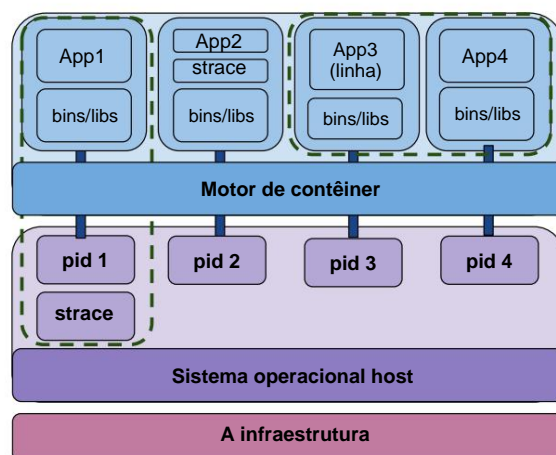 App1
bins/libs
App2
strace
bins/libs
App3
(linha)
bins/libs
App4
bins/libs
Motor de contêiner
pid 1
pid 2
pid 3
pid 4
strace
Sistema operacional host
A infraestrutura